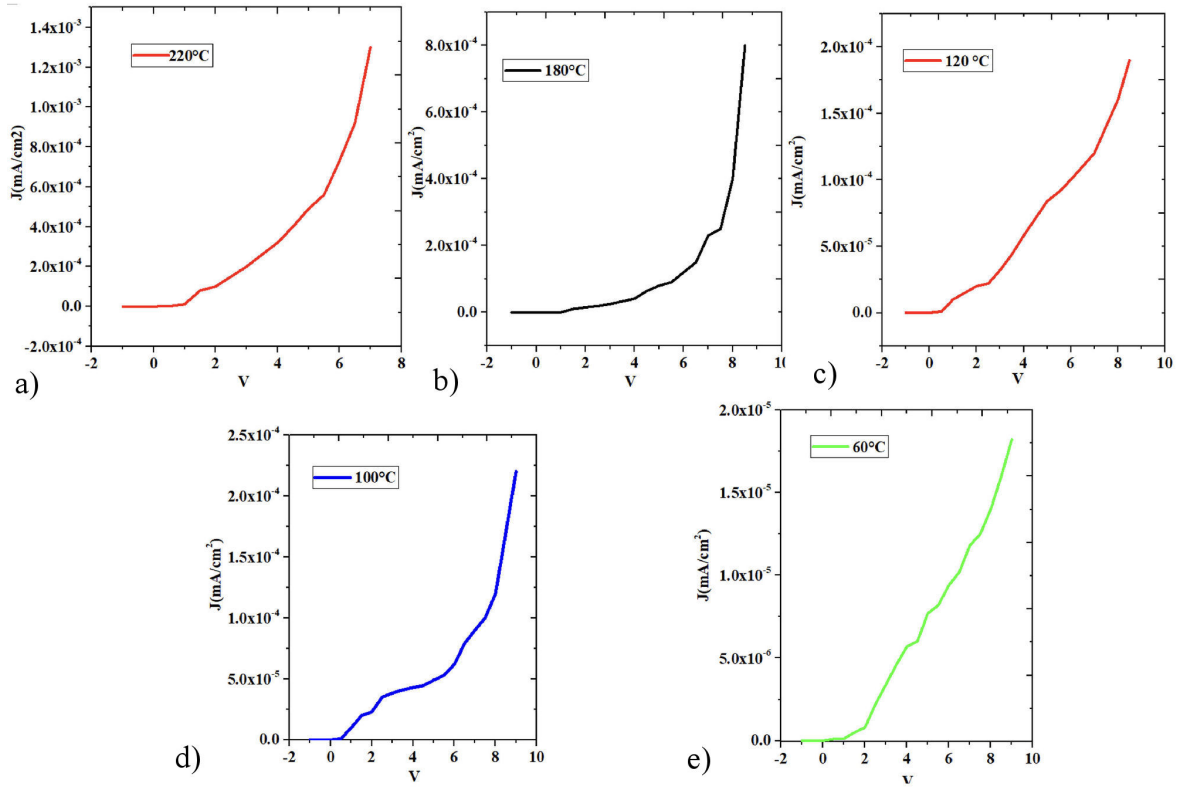 1.4x10⁻³
1.2x10⁻³
1.0x10⁻³
8.0x10⁻⁴
6.0x10⁻⁴
4.0x10⁻⁴
2.0x10⁻⁴
0.0
-2.0x10⁻⁴
J(mA/cm2)
220°C
-2 0 2 4 6 8
V
a)
8.0x10⁻⁴
6.0x10⁻⁴
4.0x10⁻⁴
2.0x10⁻⁴
0.0
J(mA/cm²)
180°C
-2 0 2 4 6 8 10
V
b)
2.0x10⁻⁴
1.5x10⁻⁴
1.0x10⁻⁴
5.0x10⁻⁵
0.0
J(mA/cm²)
120 °C
-2 0 2 4 6 8 10
V
c)
2.5x10⁻⁴
2.0x10⁻⁴
1.5x10⁻⁴
1.0x10⁻⁴
5.0x10⁻⁵
0.0
J(mA/cm²)
100°C
-2 0 2 4 6 8 10
V
d)
2.0x10⁻⁵
1.5x10⁻⁵
1.0x10⁻⁵
5.0x10⁻⁶
0.0
J(mA/cm²)
60°C
-2 0 2 4 6 8 10
V
e)